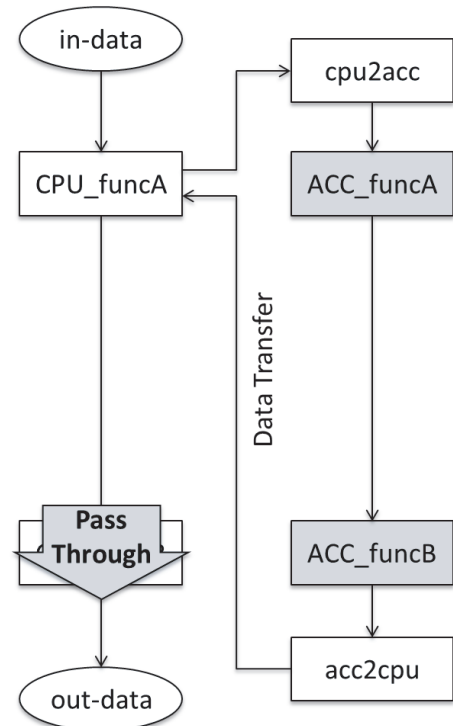 in-data
cpu2acc
CPU_funcA
ACC_funcA
Data Transfer
Pass
Through
ACC_funcB
acc2cpu
out-data